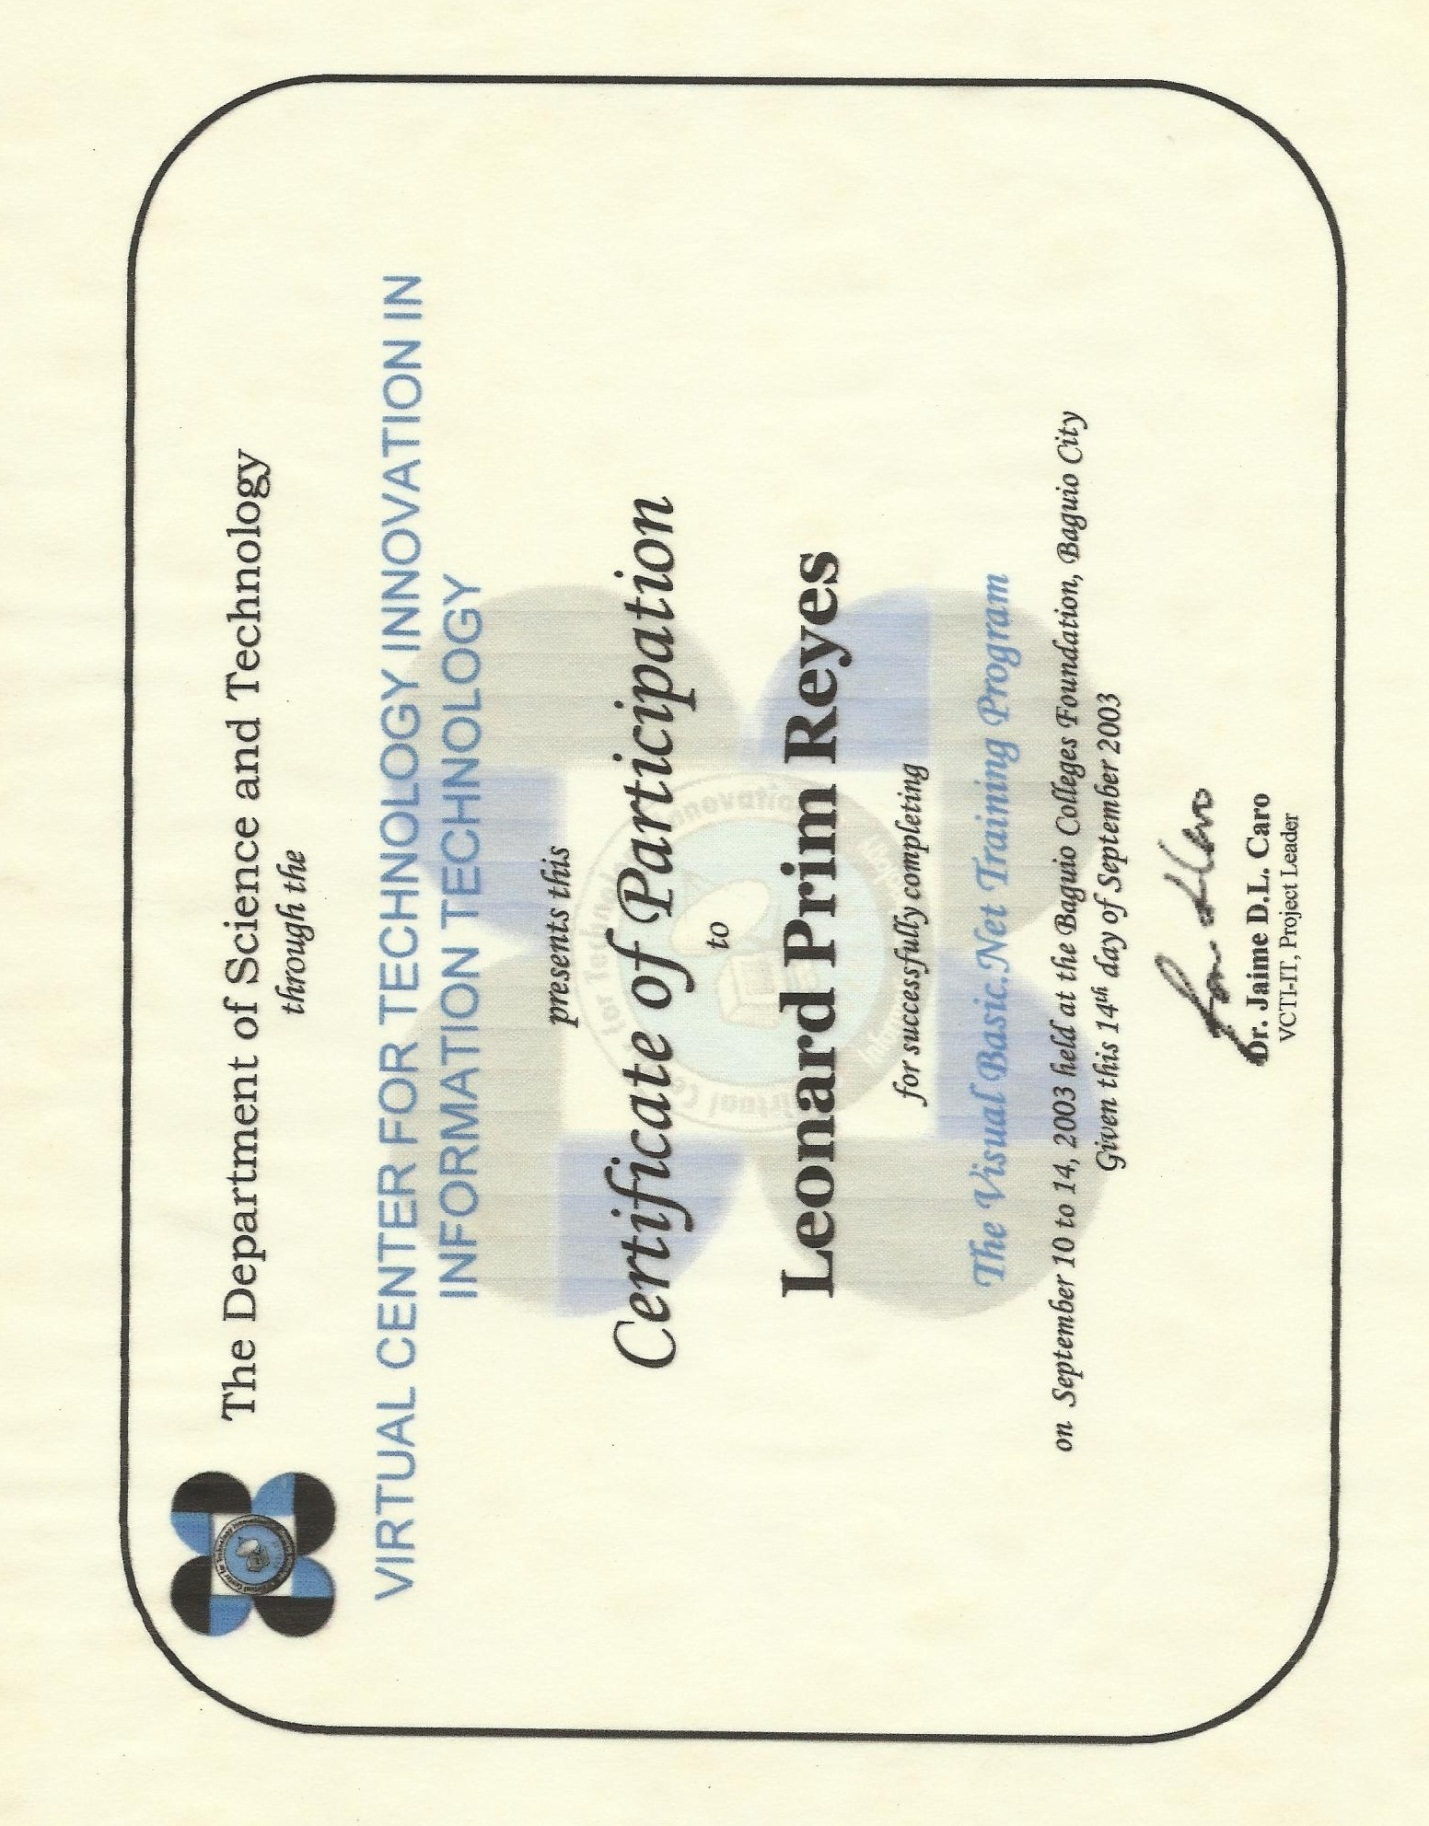 The Department of Science and Technology
through the
VIRTUAL CENTER FOR TECHNOLOGY INNOVATION IN
INFORMATION TECHNOLOGY
presents this
Certificate of Participation
to
Leonard Prim Reyes
for successfully completing
The Visual Basic.Net Training Program
on September 10 to 14, 2003 held at the Baguio Colleges Foundation, Baguio City
Given this 14th day of September 2003
Dr. Jaime D.L. Caro
VCTI-IT, Project Leader